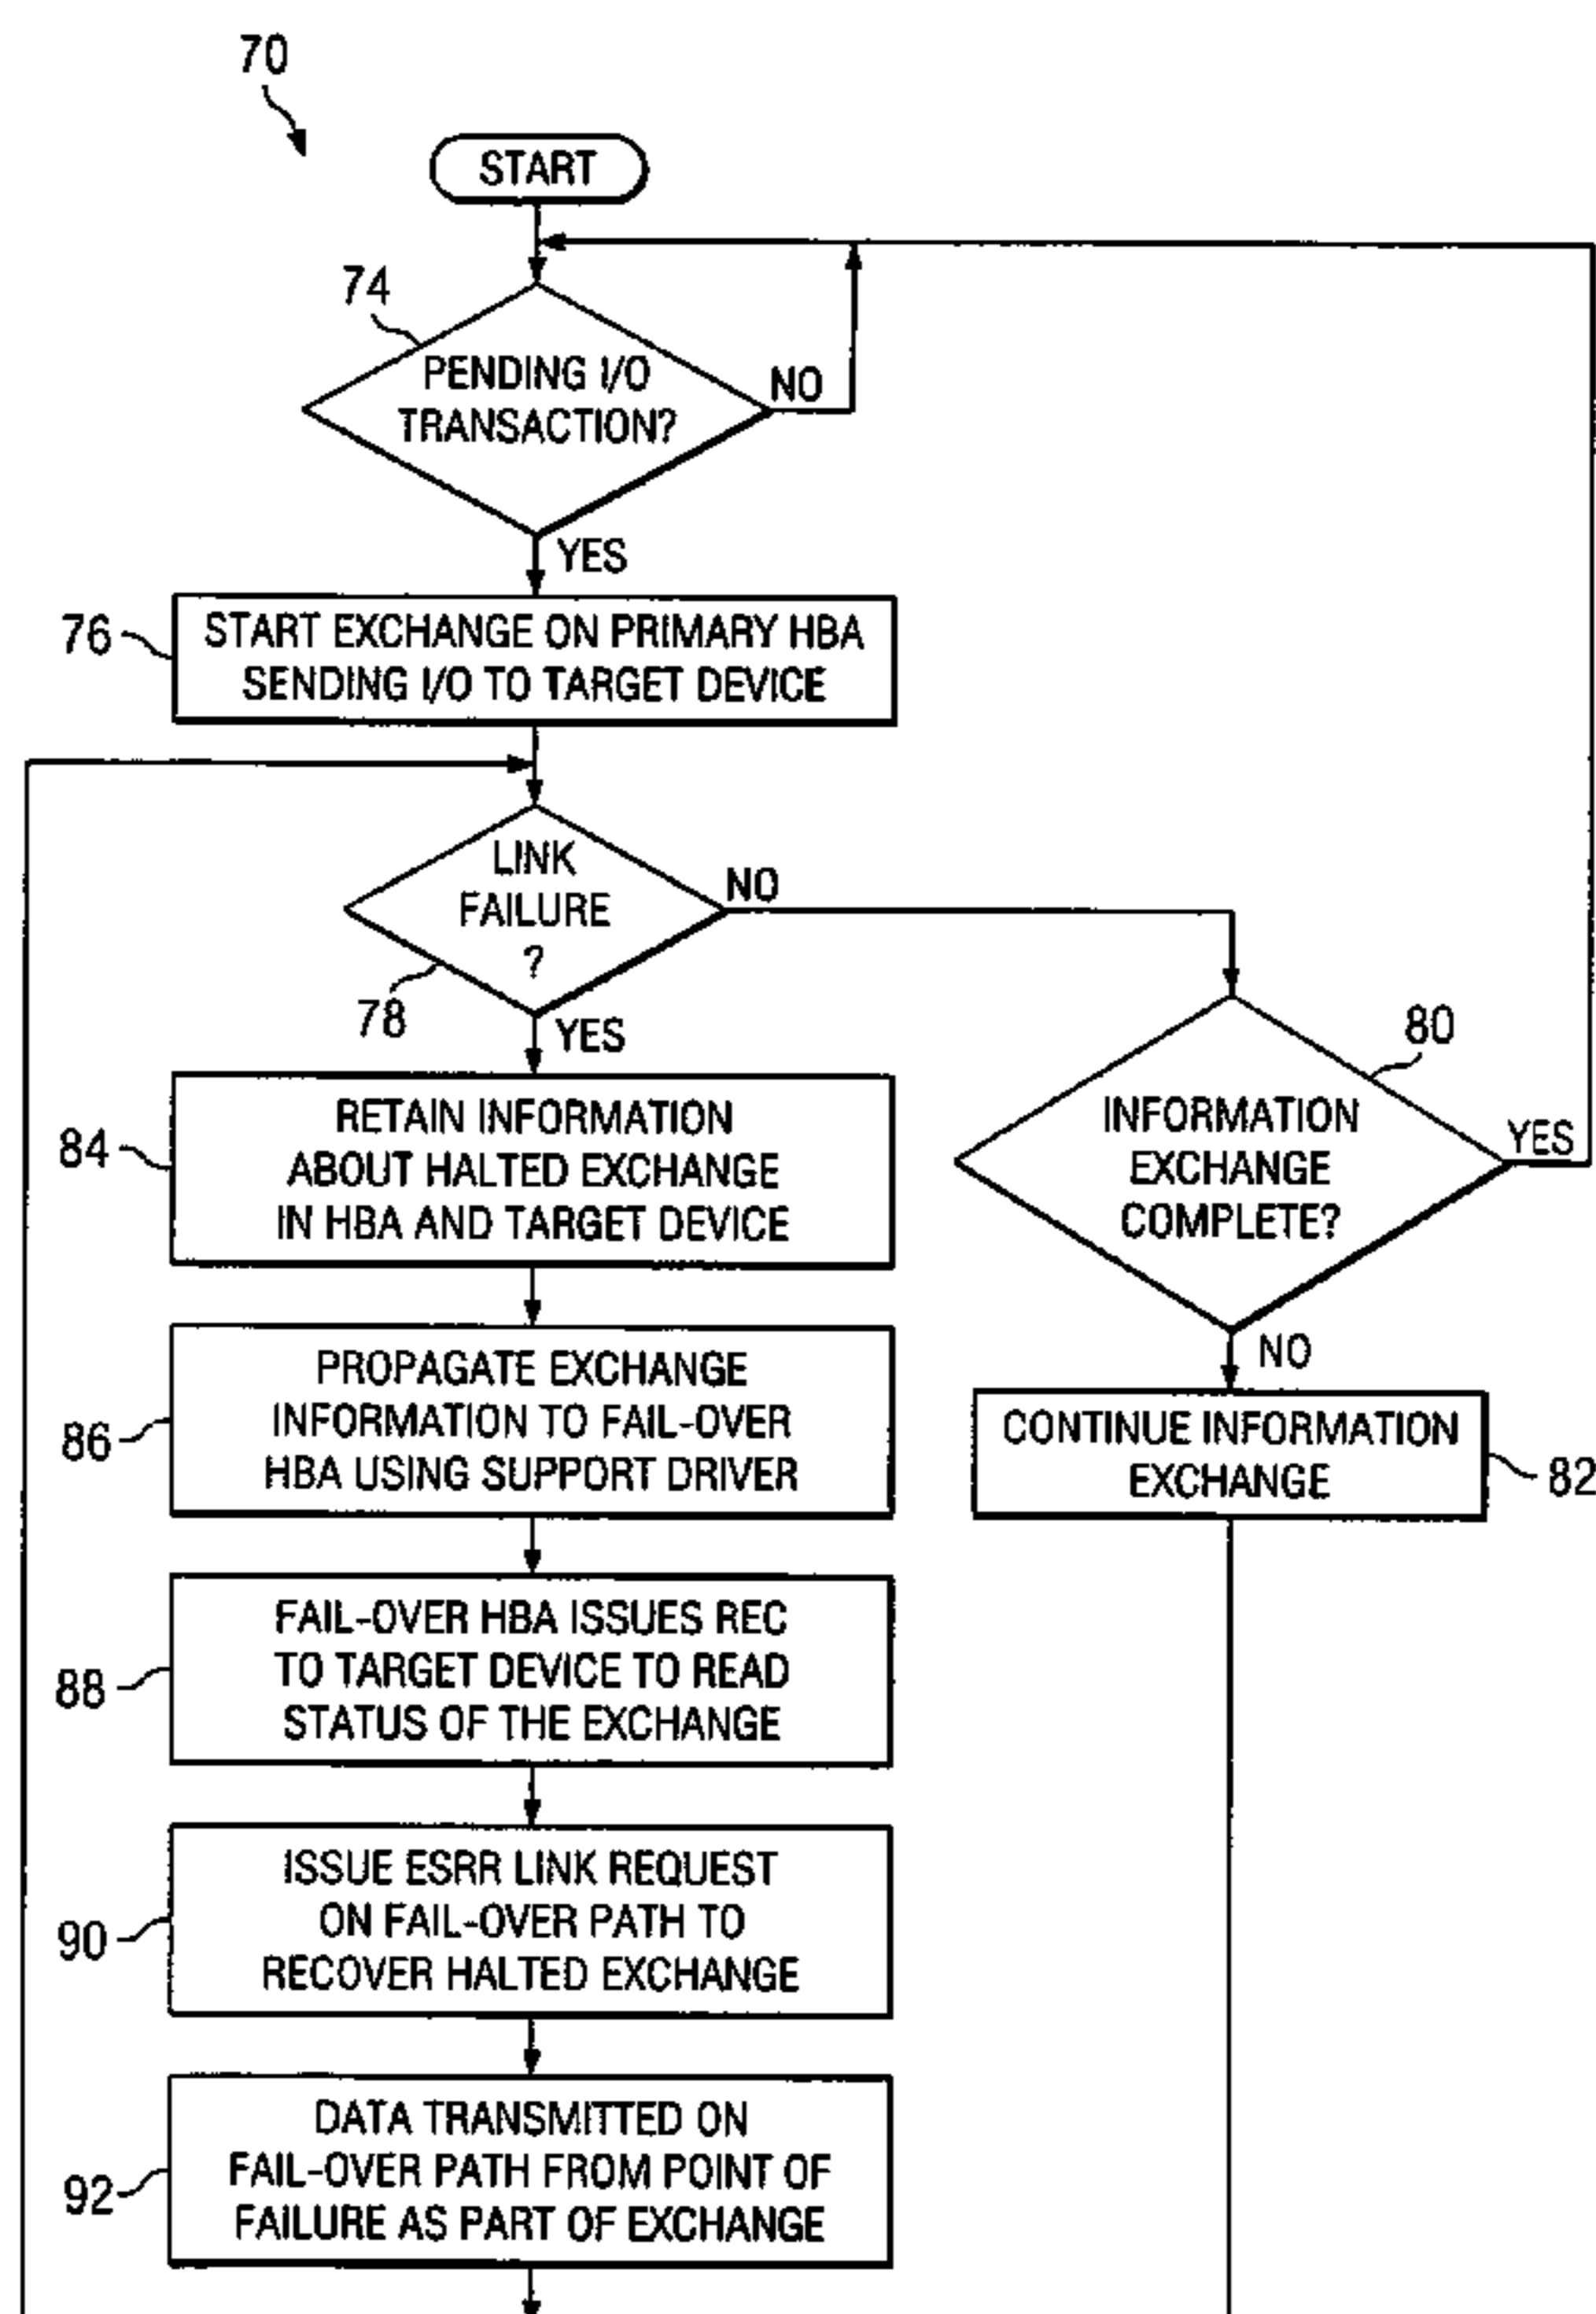 70
START
74
PENDING I/O
TRANSACTION?
NO
YES
76
START EXCHANGE ON PRIMARY HBA
SENDING I/O TO TARGET DEVICE
LINK
FAILURE
?
NO
78
YES
80
INFORMATION
EXCHANGE
COMPLETE?
YES
NO
84
RETAIN INFORMATION
ABOUT HALTED EXCHANGE
IN HBA AND TARGET DEVICE
86
PROPAGATE EXCHANGE
INFORMATION TO FAIL-OVER
HBA USING SUPPORT DRIVER
CONTINUE INFORMATION
EXCHANGE
82
88
FAIL-OVER HBA ISSUES REC
TO TARGET DEVICE TO READ
STATUS OF THE EXCHANGE
90
ISSUE ESRR LINK REQUEST
ON FAIL-OVER PATH TO
RECOVER HALTED EXCHANGE
92
DATA TRANSMITTED ON
FAIL-OVER PATH FROM POINT OF
FAILURE AS PART OF EXCHANGE